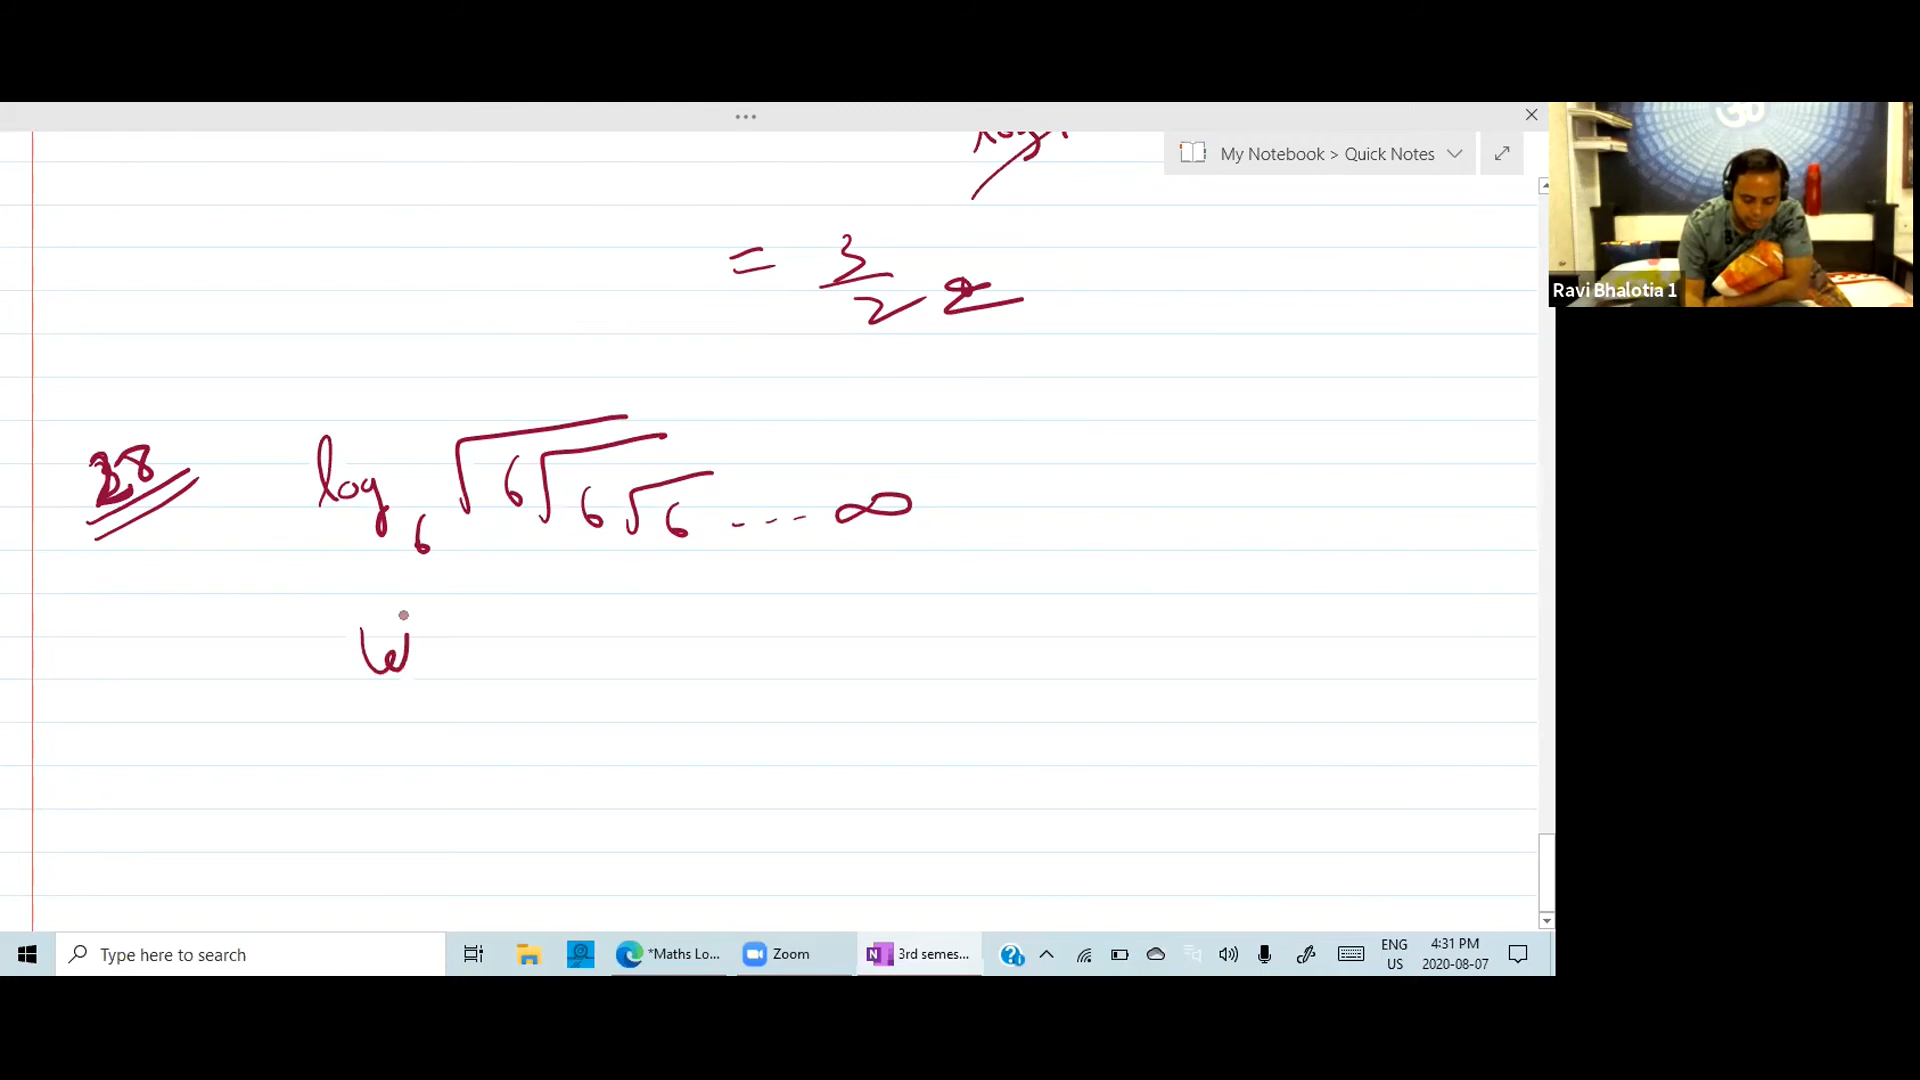 My Notebook > Quick Notes
= 3/2
Ravi Bhalotia 1
28 log₆ √6√6√6 ... ∞
Type here to search
*Maths Lo...
Zoom
N 3rd semes...
ENG
US
4:31 PM
2020-08-07